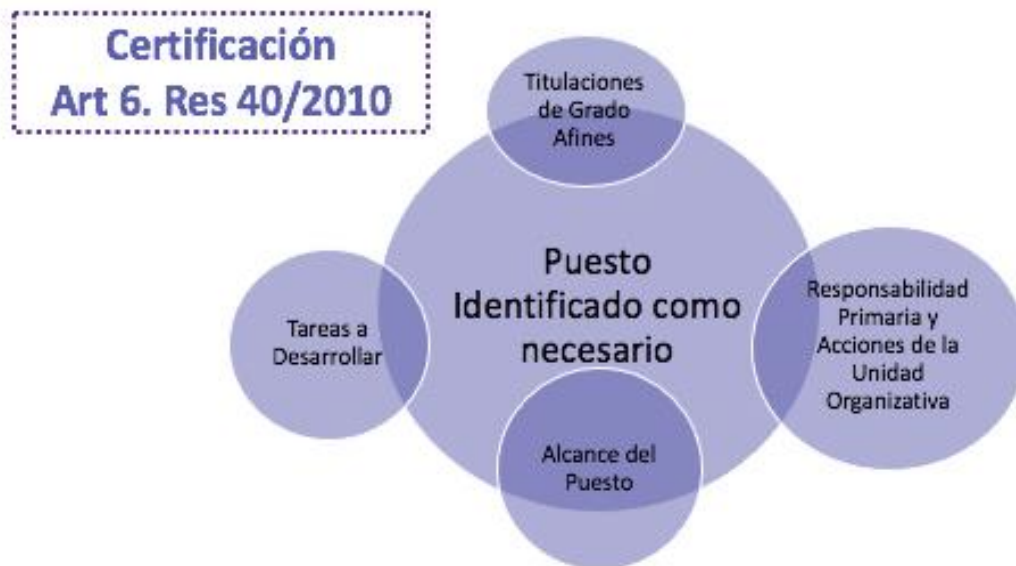 Certificación
Art 6. Res 40/2010
Titulaciones
de Grado
Afines
Puesto
Identificado como
necesario
Tareas a
Desarrollar
Responsabilidad
Primaria y
Acciones de la
Unidad
Organizativa
Alcance del
Puesto